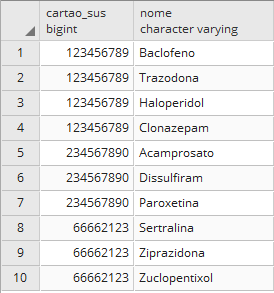 cartao_sus nome
bigint character varying
1 123456789 Baclofeno
2 123456789 Trazodona
3 123456789 Haloperidol
4 123456789 Clonazepam
5 234567890 Acamprosato
6 234567890 Dissulfiram
7 234567890 Paroxetina
8 66662123 Sertralina
9 66662123 Ziprazidona
10 66662123 Zuclopentixol